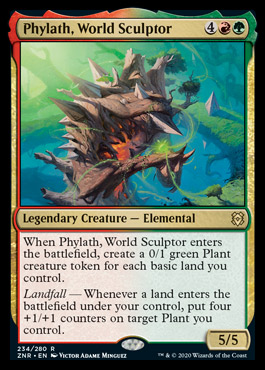 Phylath, World Sculptor 4
Legendary Creature — Elemental
When Phylath, World Sculptor enters
the battlefield, create a 0/1 green Plant
creature token for each basic land you
control.
Landfall — Whenever a land enters the
battlefield under your control, put four
+1/+1 counters on target Plant you
control.
5/5
234/280 R
ZNR • EN Victor Adame Minguez
™ & © 2020 Wizards of the Coast